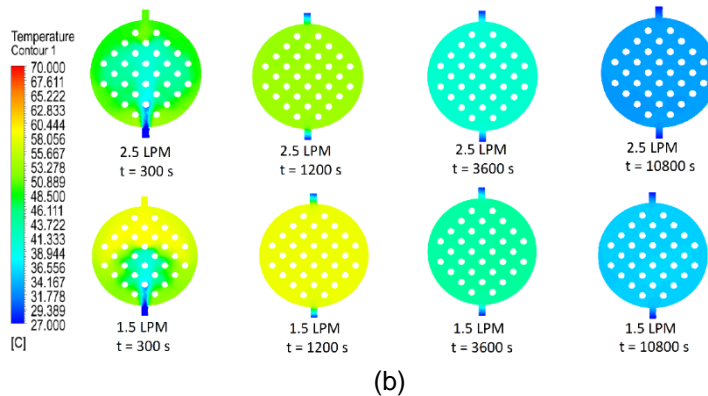 Temperature
Contour 1
70.000
67.611
65.222
62.833
60.444
58.056
55.667
53.278
50.889
48.500
46.111
43.722
41.333
38.944
36.556
34.167
31.778
29.389
27.000
[C]
2.5 LPM
t = 300 s
2.5 LPM
t = 1200 s
2.5 LPM
t = 3600 s
2.5 LPM
t = 10800 s
1.5 LPM
t = 300 s
1.5 LPM
t = 1200 s
1.5 LPM
t = 3600 s
1.5 LPM
t = 10800 s
(b)